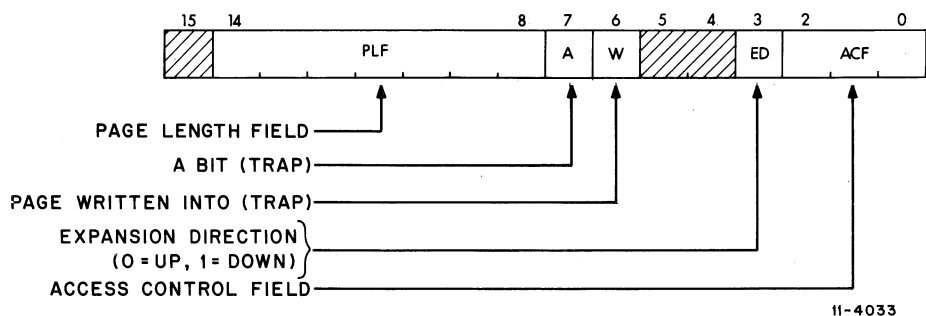 15 14 8 7 6 5 4 3 2 0
PLF A W ED ACF
PAGE LENGTH FIELD
A BIT (TRAP)
PAGE WRITTEN INTO (TRAP)
EXPANSION DIRECTION
(0 = UP, 1 = DOWN)
ACCESS CONTROL FIELD
11-4033